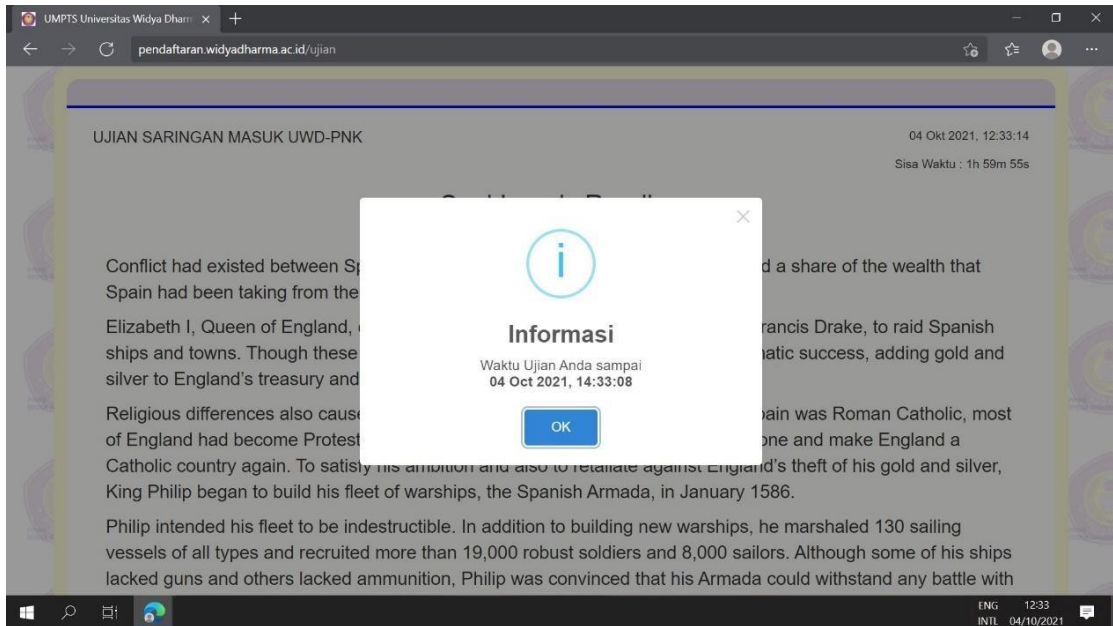 UMPTS Universitas Widya Dharm
pendaftaran.widyadharma.ac.id/ujian
UJIAN SARINGAN MASUK UWD-PNK
04 Okt 2021, 12:33:14
Sisa Waktu : 1h 59m 55s
Conflict had existed between Sp d a share of the wealth that
Spain had been taking from the
Elizabeth I, Queen of England, rancis Drake, to raid Spanish
ships and towns. Though these atic success, adding gold and
silver to England's treasury and
Religious differences also cause pain was Roman Catholic, most
of England had become Protest one and make England a
Catholic country again. To satisfy his ambition and also to retaliate against England's theft of his gold and silver,
King Philip began to build his fleet of warships, the Spanish Armada, in January 1586.
Philip intended his fleet to be indestructible. In addition to building new warships, he marshaled 130 sailing
vessels of all types and recruited more than 19,000 robust soldiers and 8,000 sailors. Although some of his ships
lacked guns and others lacked ammunition, Philip was convinced that his Armada could withstand any battle with
Informasi
Waktu Ujian Anda sampai
04 Oct 2021, 14:33:08
OK
ENG 12:33
INTL 04/10/2021